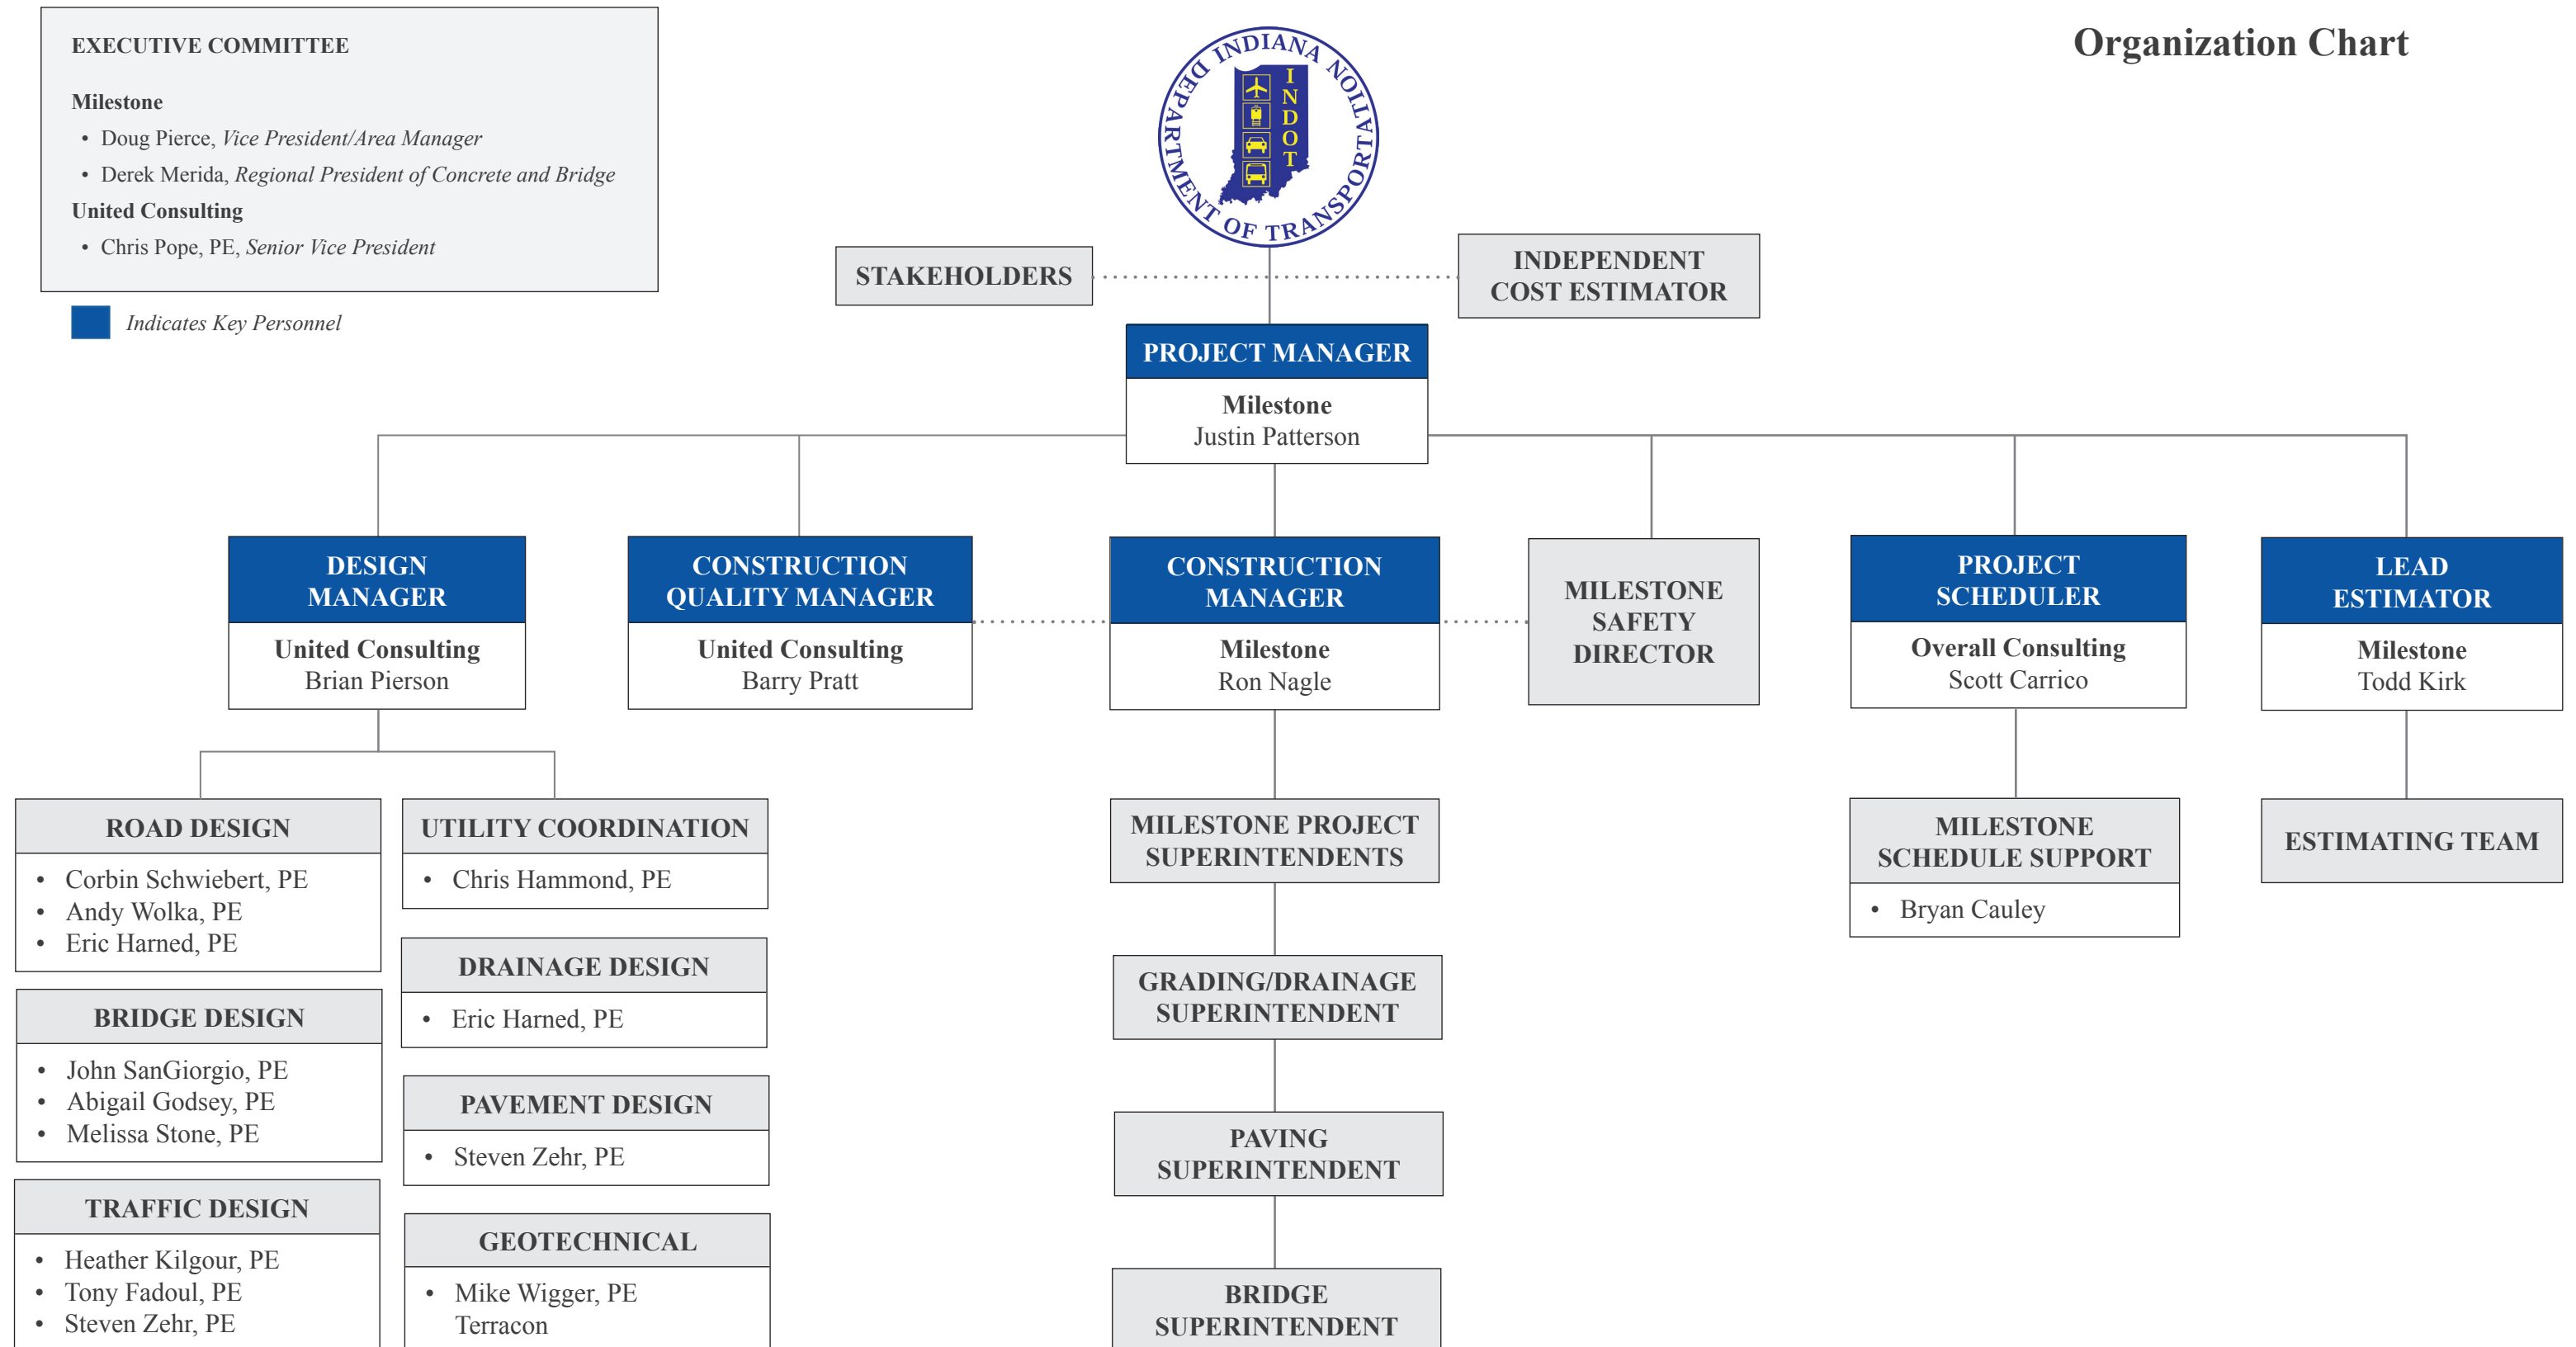 Organization Chart
EXECUTIVE COMMITTEE
Milestone
• Doug Pierce, Vice President/Area Manager
• Derek Merida, Regional President of Concrete and Bridge
United Consulting
• Chris Pope, PE, Senior Vice President
Indicates Key Personnel
INDIANA DEPARTMENT OF TRANSPORTATION
INDOT
STAKEHOLDERS
INDEPENDENT
COST ESTIMATOR
PROJECT MANAGER
Milestone
Justin Patterson
DESIGN
MANAGER
United Consulting
Brian Pierson
CONSTRUCTION
QUALITY MANAGER
United Consulting
Barry Pratt
CONSTRUCTION
MANAGER
Milestone
Ron Nagle
MILESTONE
SAFETY
DIRECTOR
PROJECT
SCHEDULER
Overall Consulting
Scott Carrico
LEAD
ESTIMATOR
Milestone
Todd Kirk
ROAD DESIGN
• Corbin Schwiebert, PE
• Andy Wolka, PE
• Eric Harned, PE
BRIDGE DESIGN
• John SanGiorgio, PE
• Abigail Godsey, PE
• Melissa Stone, PE
TRAFFIC DESIGN
• Heather Kilgour, PE
• Tony Fadoul, PE
• Steven Zehr, PE
UTILITY COORDINATION
• Chris Hammond, PE
DRAINAGE DESIGN
• Eric Harned, PE
PAVEMENT DESIGN
• Steven Zehr, PE
GEOTECHNICAL
• Mike Wigger, PE
Terracon
MILESTONE PROJECT
SUPERINTENDENTS
GRADING/DRAINAGE
SUPERINTENDENT
PAVING
SUPERINTENDENT
BRIDGE
SUPERINTENDENT
MILESTONE
SCHEDULE SUPPORT
• Bryan Cauley
ESTIMATING TEAM